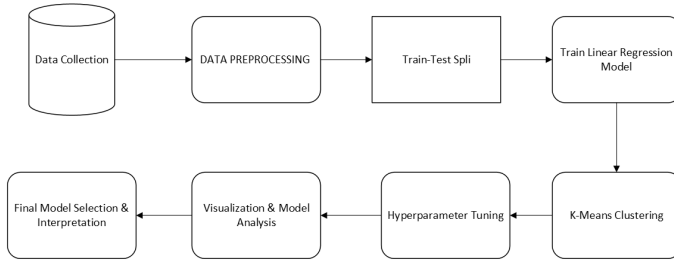 Data Collection
DATA PREPROCESSING
Train-Test Spli
Train Linear Regression
Model
K-Means Clustering
Hyperparameter Tuning
Visualization & Model
Analysis
Final Model Selection &
Interpretation